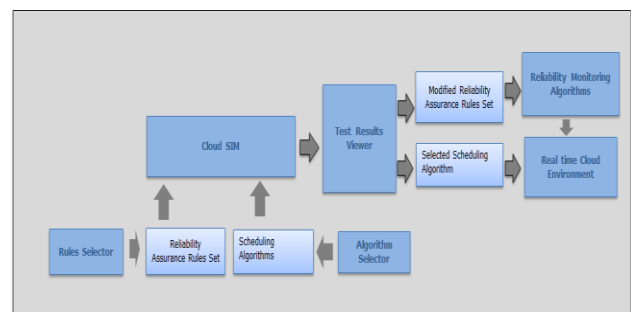 Modified Reliability
Assurance Rules Set
Reliability Monitoring
Algorithms
Cloud SIM
Test Results
Viewer
Selected Scheduling
Algorithm
Real time Cloud
Environment
Rules Selector
Reliability
Assurance Rules Set
Scheduling
Algorithms
Algorithm
Selector